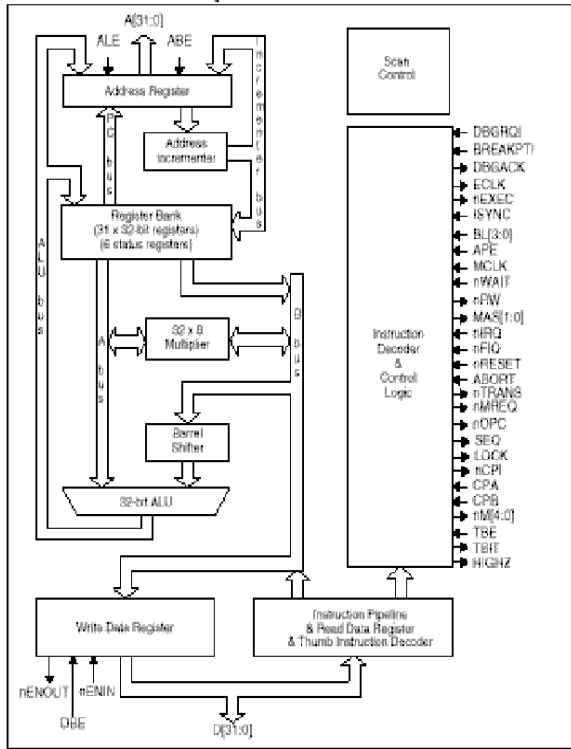 A[31:0]
ALE
ABE
Address Register
Address
Incrementer
PC bus
Incrementer bus
Register Bank
(31 x 32-bit registers)
(6 status registers)
ALU bus
A bus
B bus
32 x 8
Multiplier
Barrel
Shifter
32-bit ALU
Write Data Register
Instruction Pipeline
& Read Data Register
& Thumb Instruction Decoder
nENOUT
nENIN
DBE
D[31:0]
Scan
Control
Instruction
Decoder
&
Control
Logic
DBGRQI
BREAKPTI
DBGACK
ECLK
nEXEC
ISYNC
BL[3:0]
APE
MCLK
nWAIT
nRW
MAS[1:0]
nIRQ
nFIQ
nRESET
ABORT
nTRANS
nMREQ
nOPC
SEQ
LOCK
nCPI
CPA
CPB
nM[4:0]
TBE
TBIT
HIGHZ